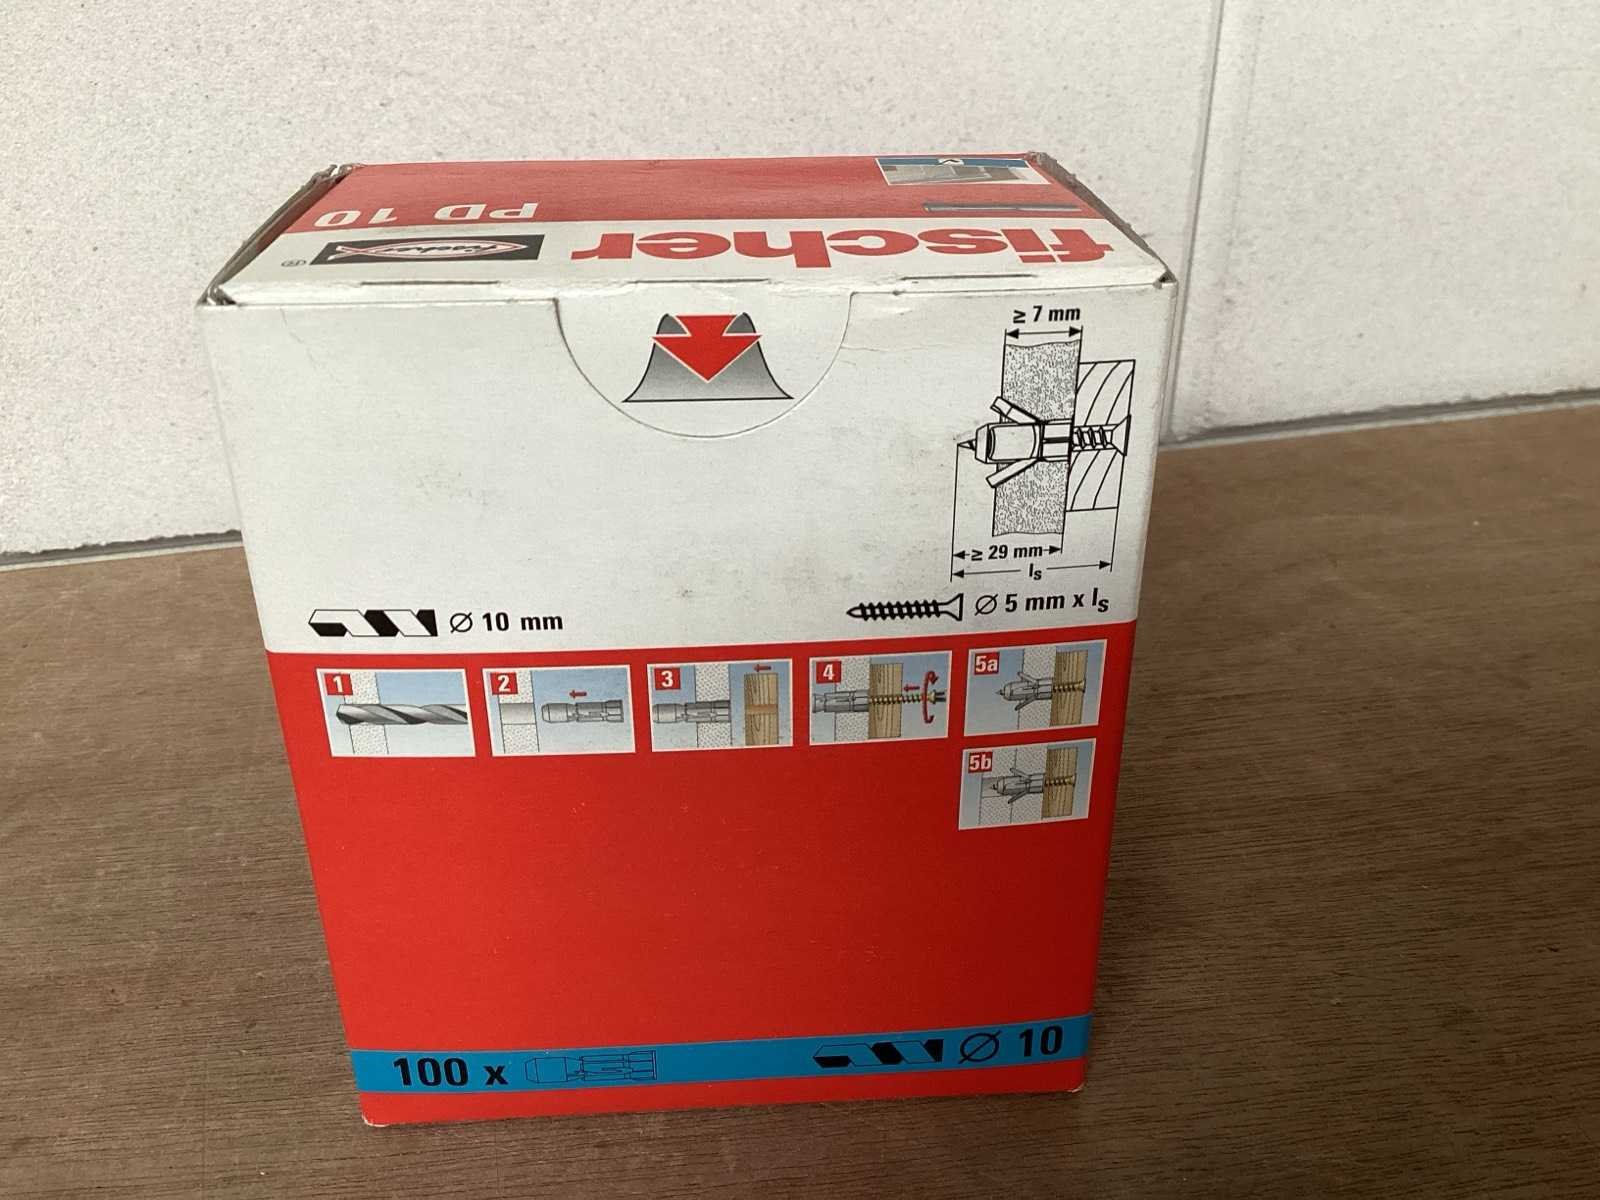 PD 10
fischer
fischer
®
≥ 7 mm
≥ 29 mm
ls
Ø 10 mm
Ø 5 mm x ls
1
2
3
4
5a
5b
100 x
Ø 10